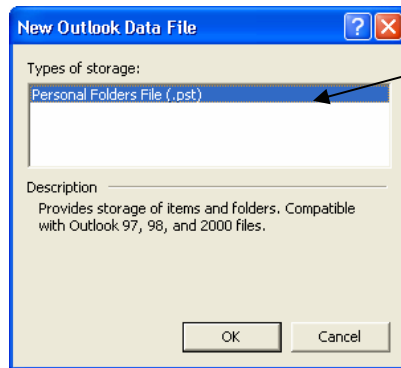 New Outlook Data File
Types of storage:
Personal Folders File (.pst)
Description
Provides storage of items and folders. Compatible
with Outlook 97, 98, and 2000 files.
OK Cancel